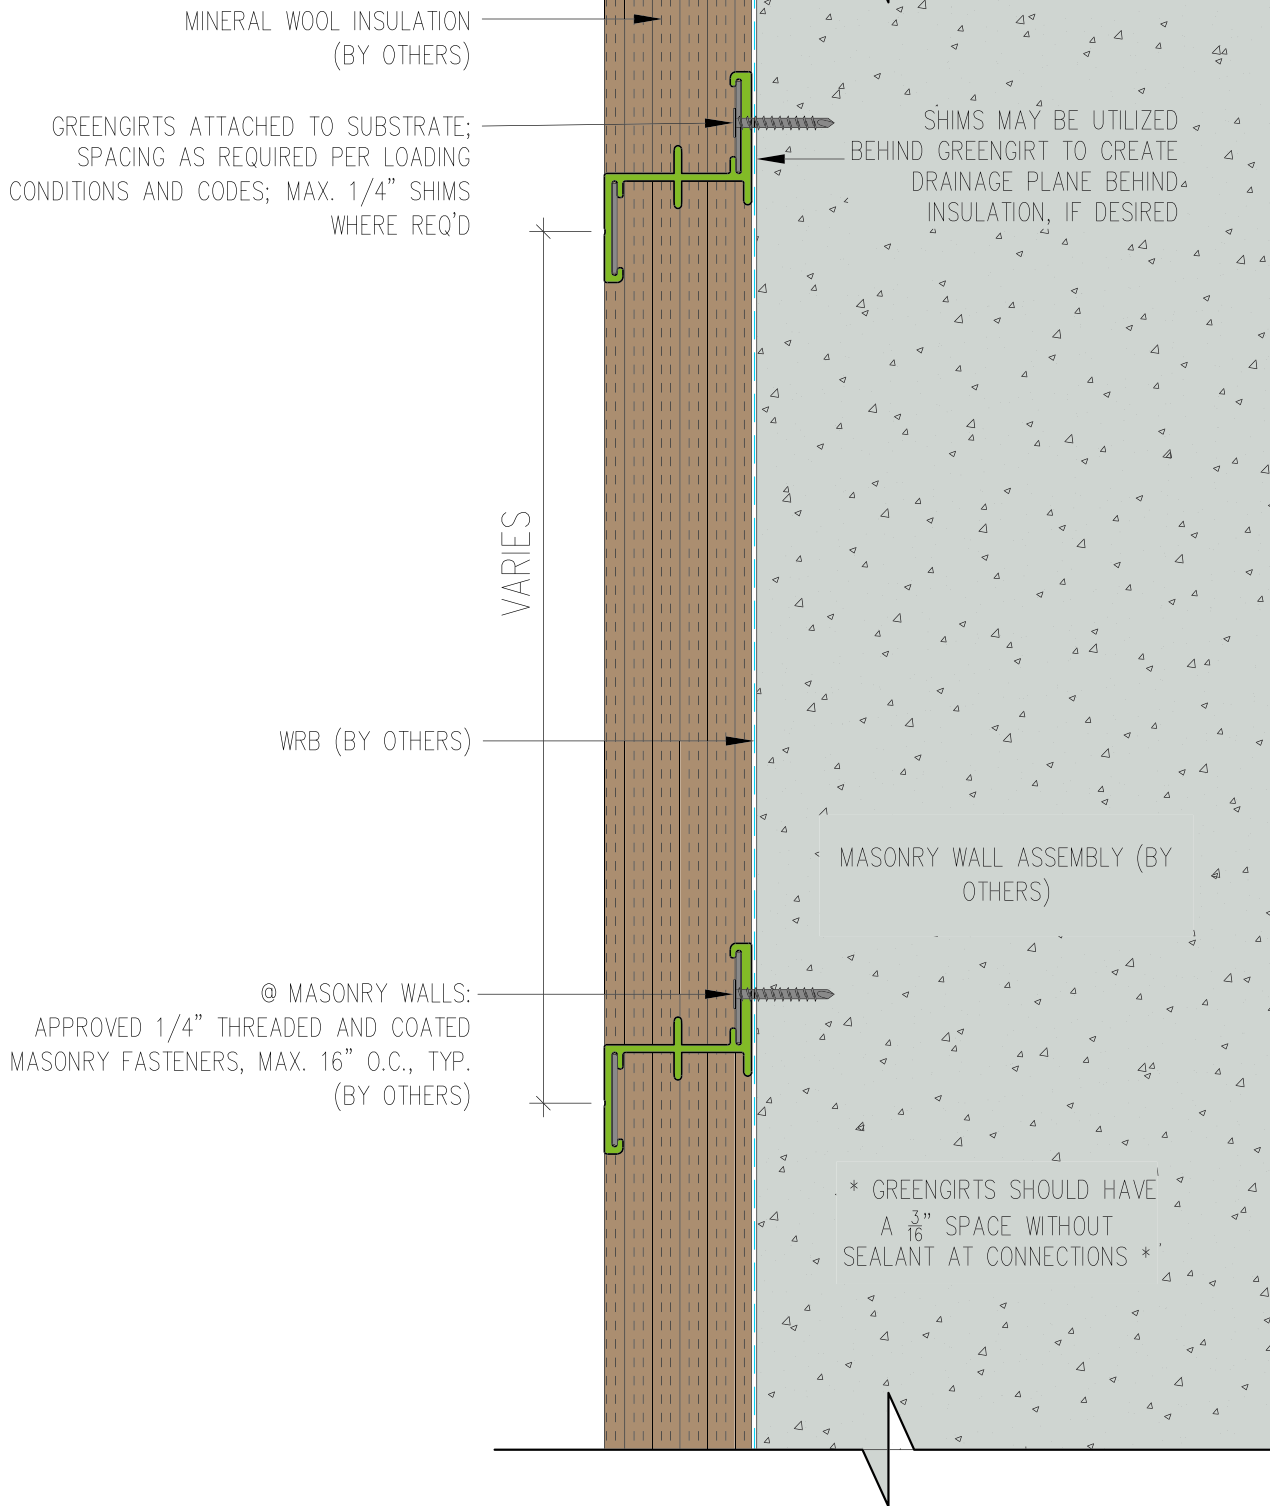 MINERAL WOOL INSULATION
(BY OTHERS)
GREENGIRTS ATTACHED TO SUBSTRATE;
SPACING AS REQUIRED PER LOADING
CONDITIONS AND CODES; MAX. 1/4" SHIMS
WHERE REQ'D
SHIMS MAY BE UTILIZED
BEHIND GREENGIRT TO CREATE
DRAINAGE PLANE BEHIND
INSULATION, IF DESIRED
VARIES
WRB (BY OTHERS)
MASONRY WALL ASSEMBLY (BY
OTHERS)
@ MASONRY WALLS:
APPROVED 1/4" THREADED AND COATED
MASONRY FASTENERS, MAX. 16" O.C., TYP.
(BY OTHERS)
* GREENGIRTS SHOULD HAVE
A 3/16" SPACE WITHOUT
SEALANT AT CONNECTIONS *